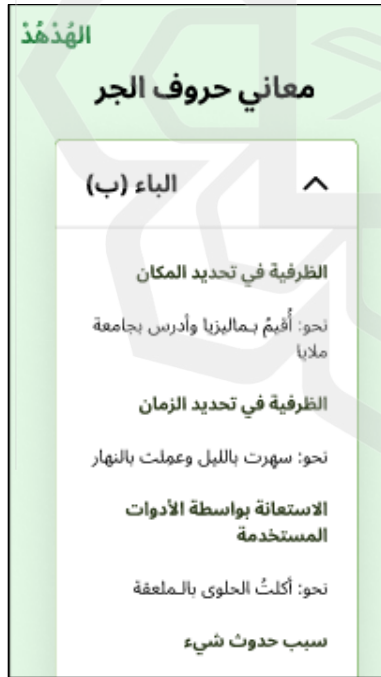 الهُدْهُدْ
معاني حروف الجر
الباء (ب)
الظرفية في تحديد المكان
نحو: أُقيمُ بـماليزيا وأدرس بجامعة
ملايا
الظرفية في تحديد الزمان
نحو: سهرت بالليل وعملت بالنهار
الاستعانة بواسطة الأدوات
المستخدمة
نحو: أكلتُ الحلوى بالـملعقة
سبب حدوث شيء